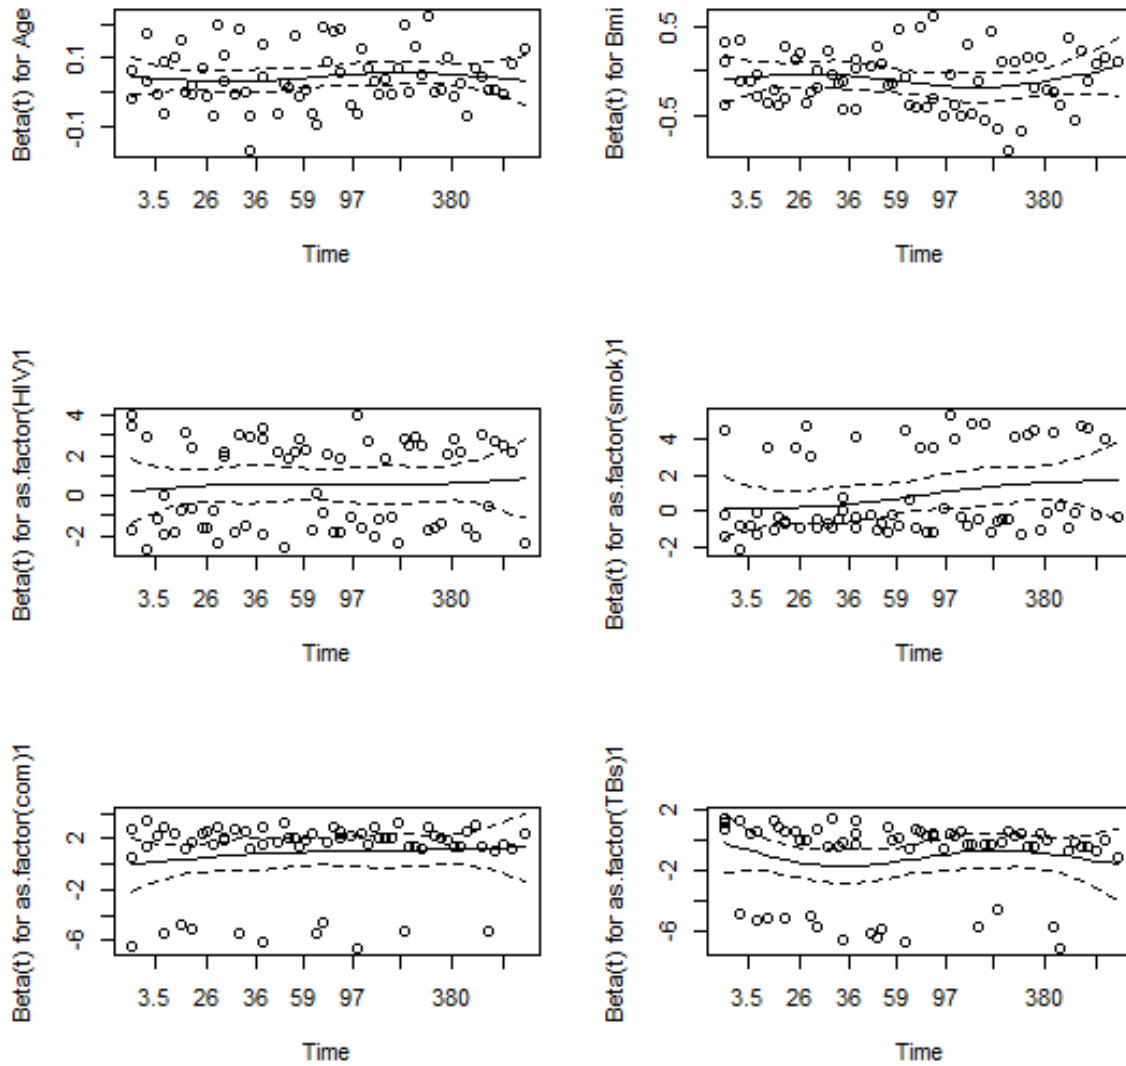 Beta(t) for Age
0.1
-0.1
3.5 26 36 59 97 380
Time
Beta(t) for Bmi
0.5
-0.5
3.5 26 36 59 97 380
Time
Beta(t) for as.factor(HIV)1
4
2
0
-2
3.5 26 36 59 97 380
Time
Beta(t) for as.factor(smok)1
4
2
0
-2
3.5 26 36 59 97 380
Time
Beta(t) for as.factor(com)1
2
-2
-6
3.5 26 36 59 97 380
Time
Beta(t) for as.factor(TBs)1
2
-2
-6
3.5 26 36 59 97 380
Time